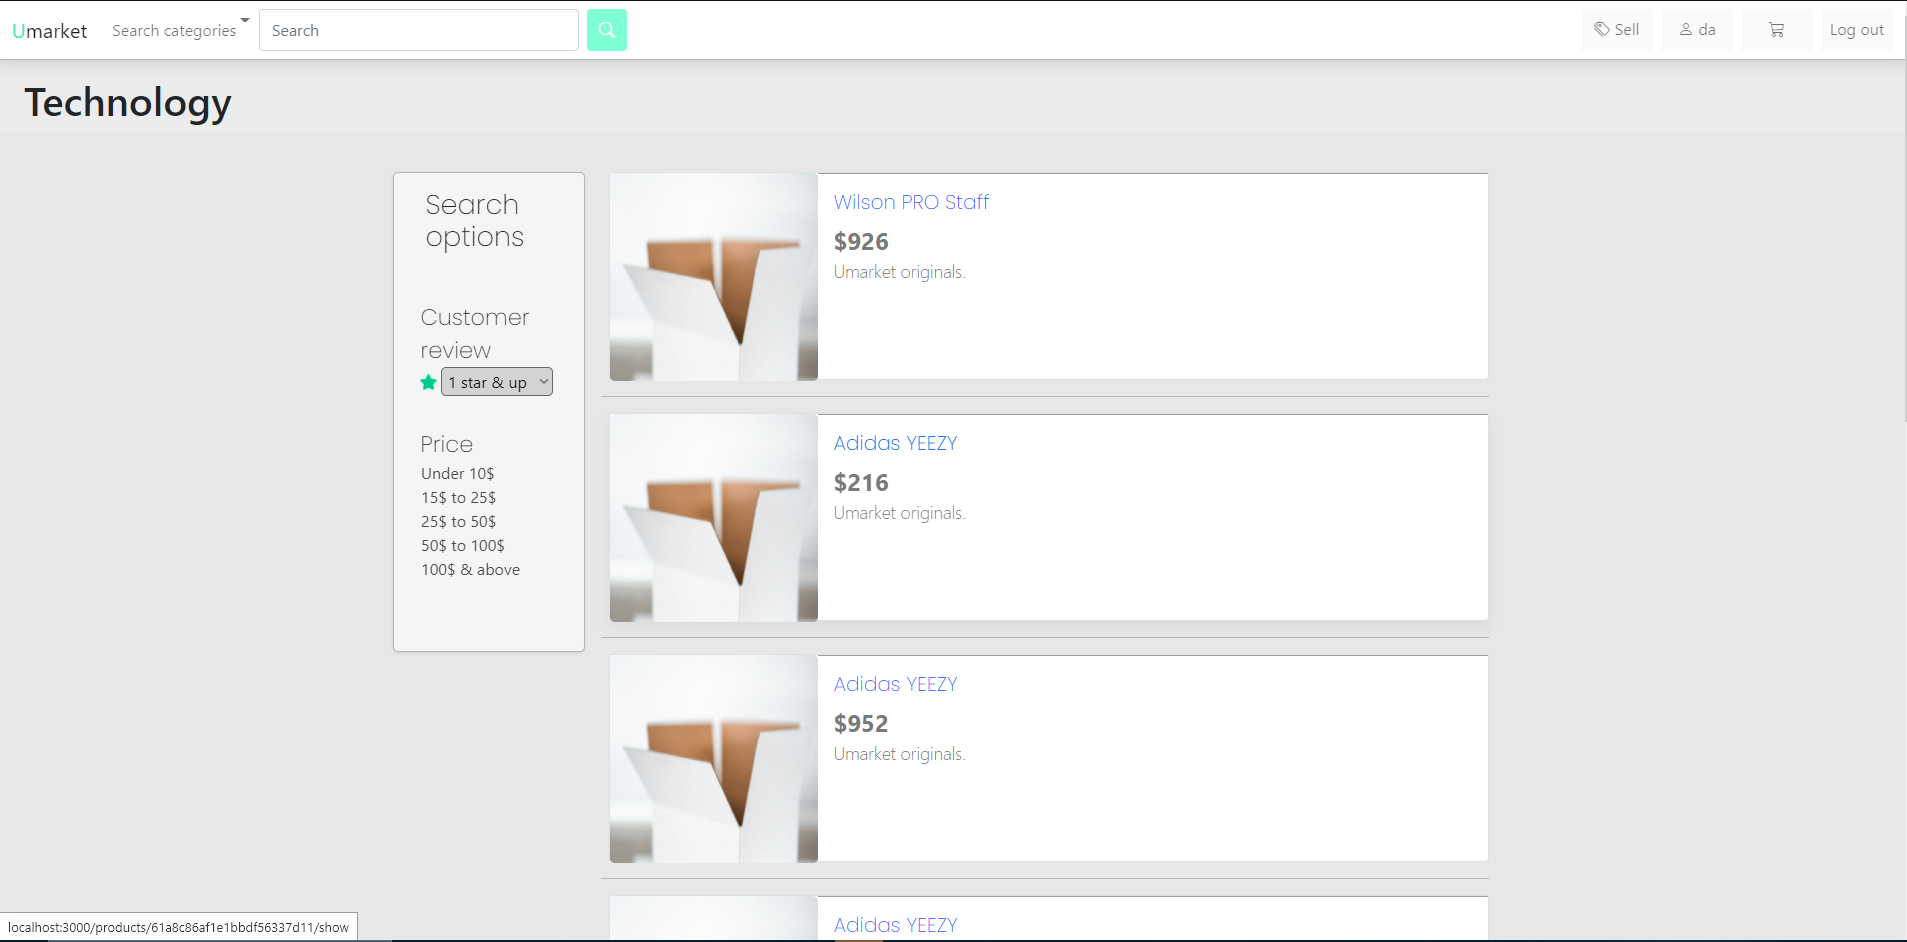 Umarket
Search categories
Search
Sell
da
Log out
Technology
Search
options
Customer
review
1 star & up
Price
Under 10$
15$ to 25$
25$ to 50$
50$ to 100$
100$ & above
Wilson PRO Staff
$926
Umarket originals.
Adidas YEEZY
$216
Umarket originals.
Adidas YEEZY
$952
Umarket originals.
Adidas YEEZY
localhost:3000/products/61a8c86af1e1bbdf56337d11/show